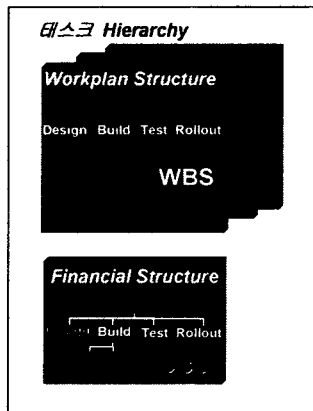 태스크 Hierarchy
Workplan Structure
Design Build Test Rollout
WBS
Financial Structure
Build Test Rollout